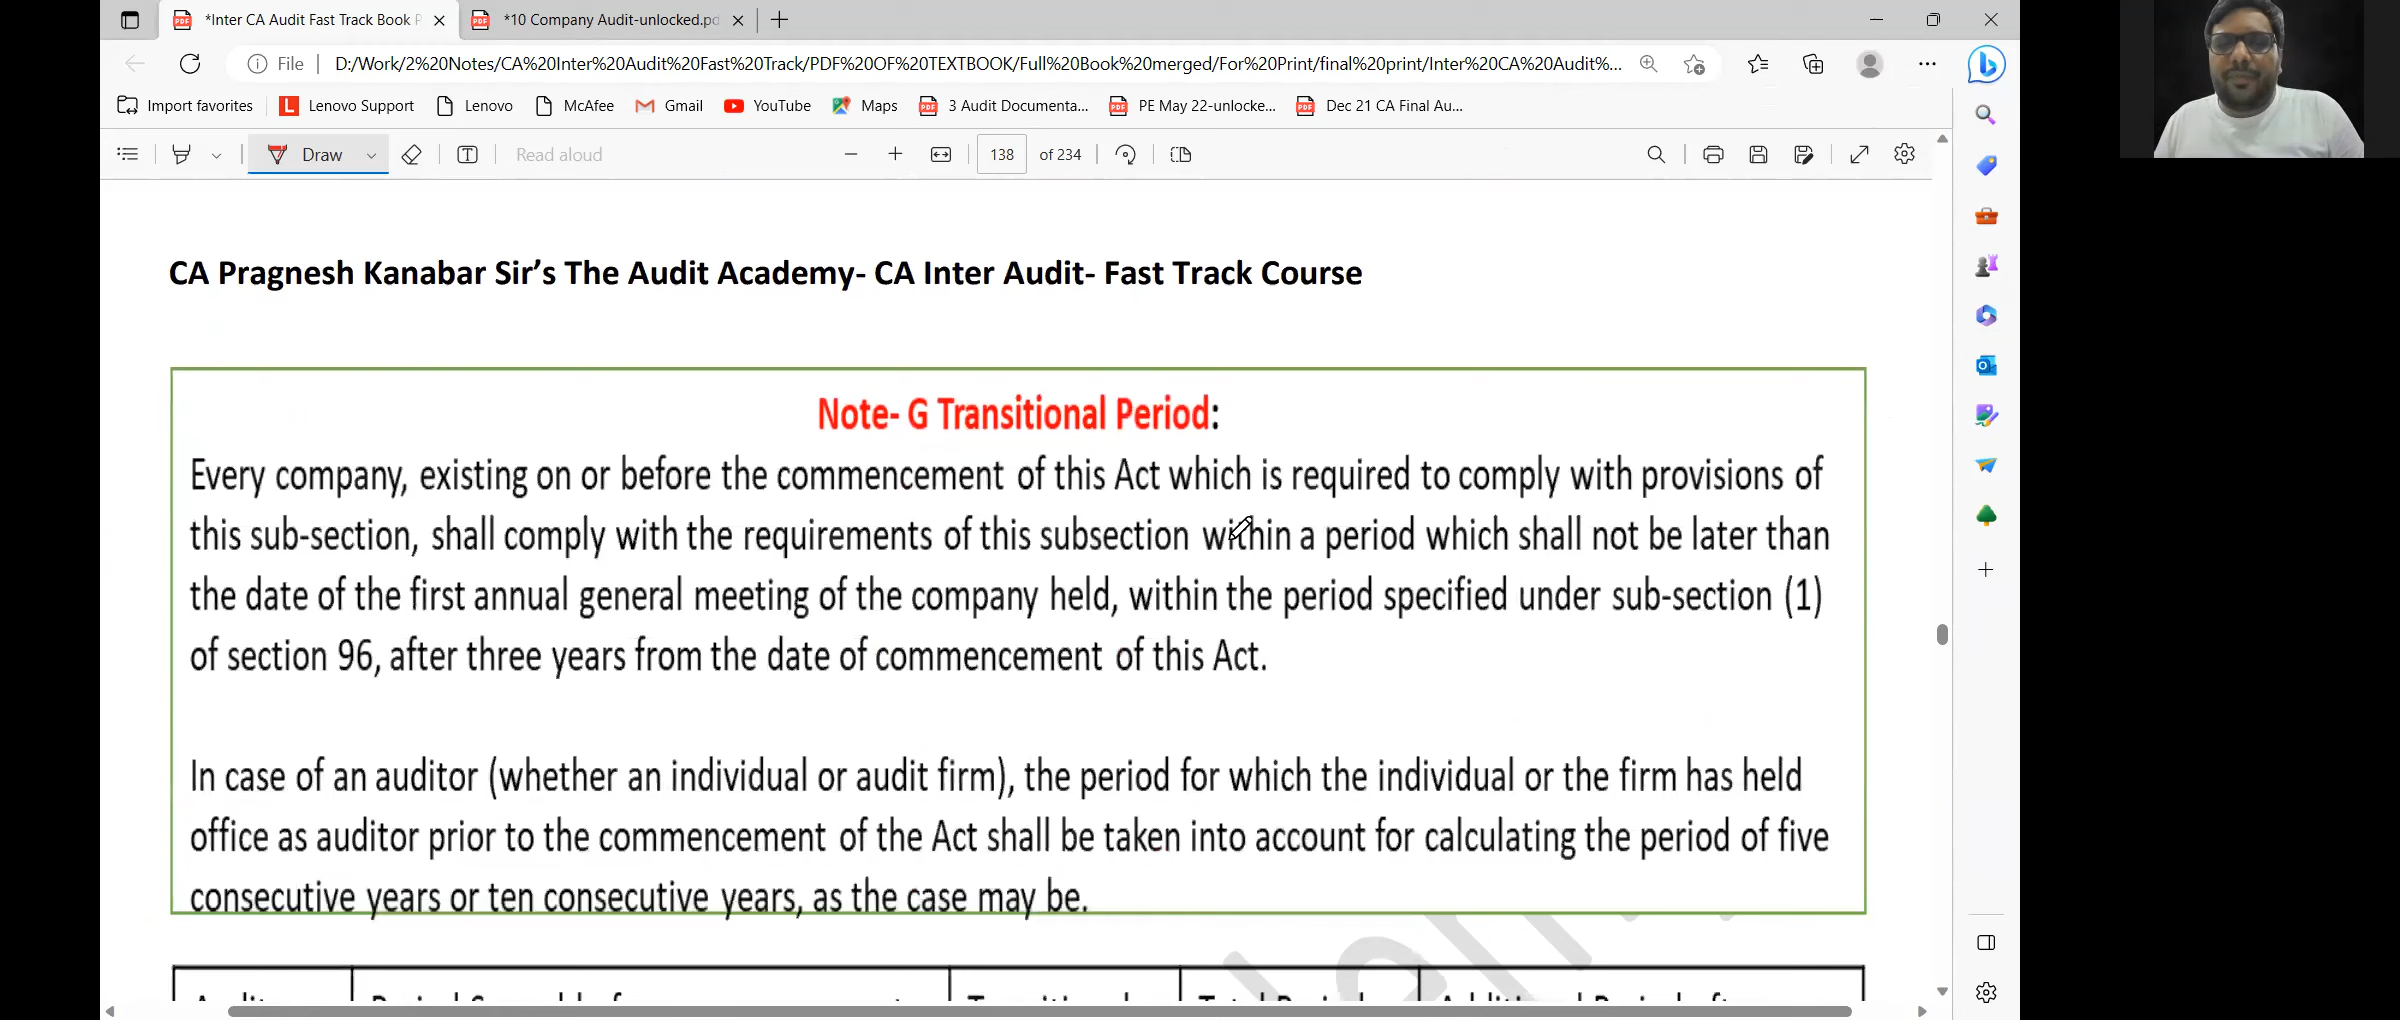 *Inter CA Audit Fast Track Book P
*10 Company Audit-unlocked.pd
File
D:/Work/2%20Notes/CA%20Inter%20Audit%20Fast%20Track/PDF%20OF%20TEXTBOOK/Full%20Book%20merged/For%20Print/final%20print/Inter%20CA%20Audit%...
Import favorites
Lenovo Support
Lenovo
McAfee
Gmail
YouTube
Maps
3 Audit Documenta...
PE May 22-unlocke...
Dec 21 CA Final Au...
Draw
Read aloud
138
of 234
CA Pragnesh Kanabar Sir’s The Audit Academy- CA Inter Audit- Fast Track Course
Note- G Transitional Period:
Every company, existing on or before the commencement of this Act which is required to comply with provisions of
this sub-section, shall comply with the requirements of this subsection within a period which shall not be later than
the date of the first annual general meeting of the company held, within the period specified under sub-section (1)
of section 96, after three years from the date of commencement of this Act.
In case of an auditor (whether an individual or audit firm), the period for which the individual or the firm has held
office as auditor prior to the commencement of the Act shall be taken into account for calculating the period of five
consecutive years or ten consecutive years, as the case may be.